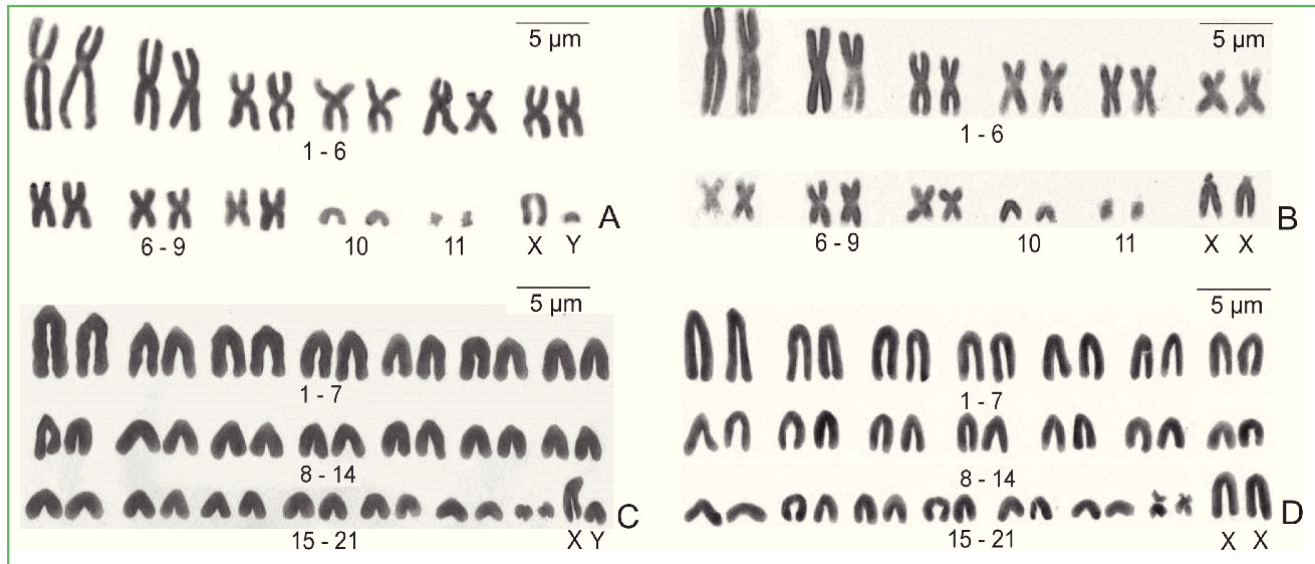 5 µm
1 - 6
6 - 9 10 11 X Y A
5 µm
1 - 6
6 - 9 10 11 X X B
5 µm
1 - 7
8 - 14
15 - 21 X Y C
5 µm
1 - 7
8 - 14
15 - 21 X X D